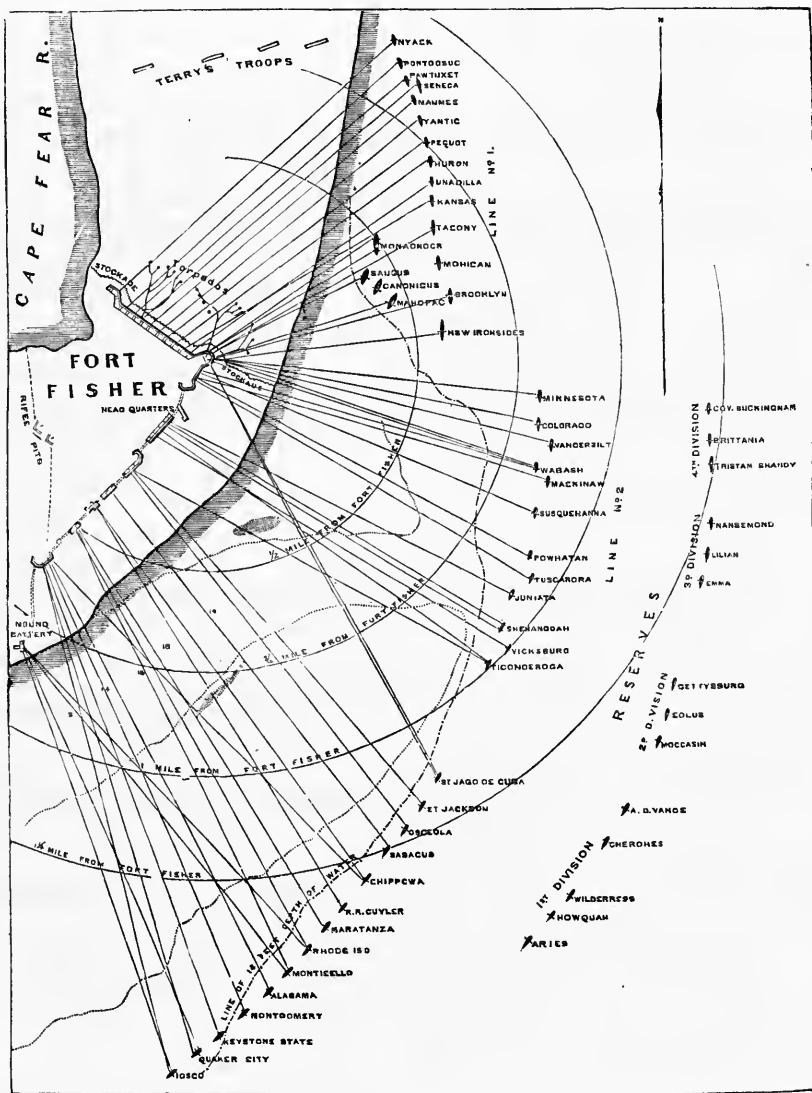 CAPE FEAR R.
TERRY'S TROOPS
NYACK
PONTOOSUC
PAWTUXET
SENECA
NAUMEE
YANTIC
PEQUOT
HURON
UNADILLA
KANSAS
TACONY
LINE Nº 1.
MONADNOCK
MOHICAN
SAUGUS
CANONICUS
MAHOPAC
BROOKLYN
NEW IRONSIDES
STOCKADE
Torpedos
FORT
FISHER
STOCKADE
HEAD QUARTERS
RIFLE
PITS
MOUND
BATTERY
MINNESOTA
COLORADO
VANDERBILT
WABASH
MACKINAW
SUSQUEHANNA
POWHATAN
TUSCARORA
JUNIATA
SHENANDOAH
VICKSBURG
TICONDEROGA
LINE Nº 2
½ MILE FROM FORT FISHER
¾ MILE FROM FORT FISHER
1 MILE FROM FORT FISHER
1¼ MILE FROM FORT FISHER
ST JAGO DE CUBA
FT JACKSON
OSCEOLA
SASACUS
CHIPPEWA
R.R. CUYLER
MARATANZA
RHODE ISD
MONTICELLO
ALABAMA
MONTGOMERY
KEYSTONE STATE
QUAKER CITY
IOSCO
LINE OF 18 FEET DEPTH OF WATER
RESERVES
4TH DIVISION
GOV. BUCKINGHAM
BRITTANIA
TRISTAN SHANDY
3D DIVISION
NANSEMOND
LILIAN
EMMA
2D DIVISION
GETTYSBURG
EOLUS
MOCCASIN
1ST DIVISION
A.D. VANCE
CHEROKEE
WILDERRESS
HOWQUAH
ARIES